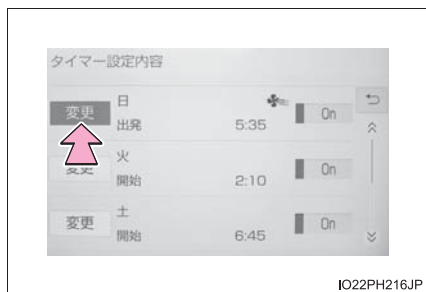 タイマー設定内容
変更 日 On
出発 5:35
変更 火 On
開始 2:10
変更 土 On
開始 6:45
IO22PH216JP